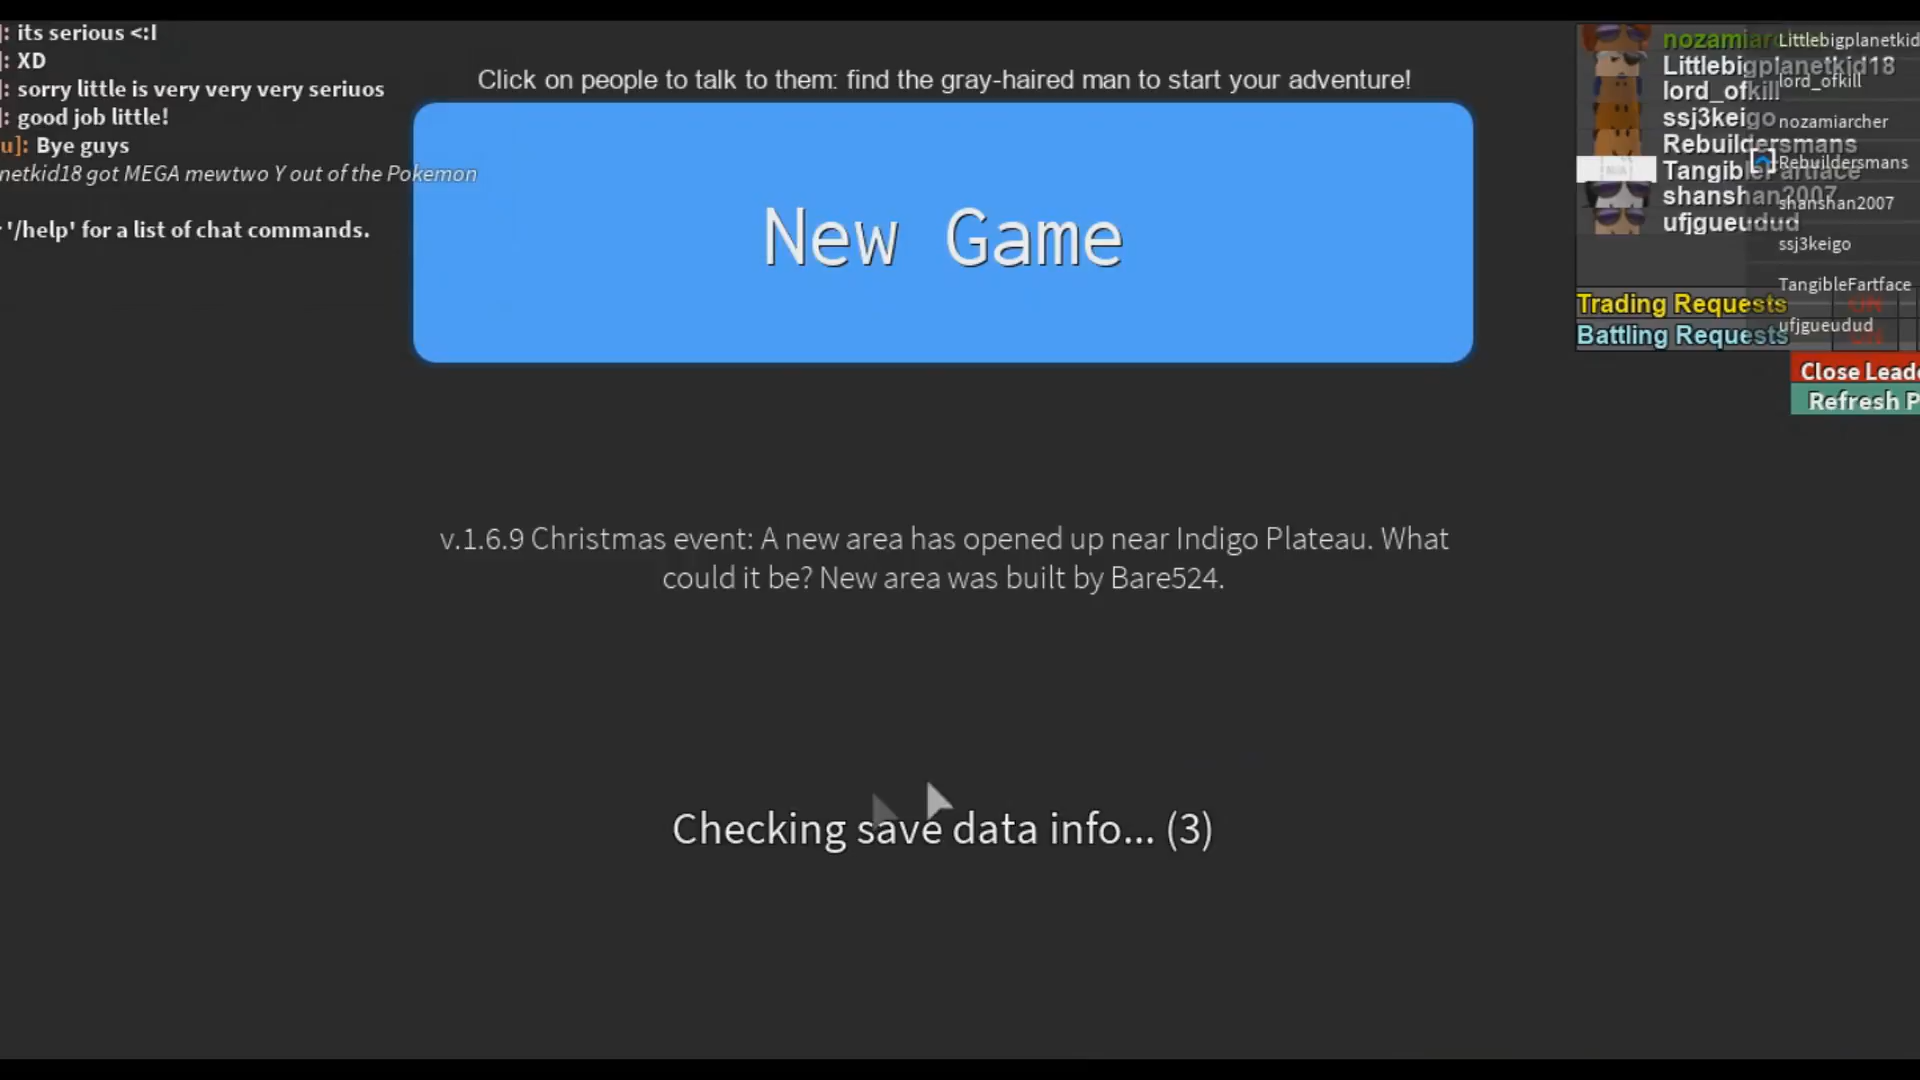 ]: its serious <:I
]: XD
]: sorry little is very very very seriuos
]: good job little!
u]: Bye guys
netkid18 got MEGA mewtwo Y out of the Pokemon
'/help' for a list of chat commands.
Click on people to talk to them: find the gray-haired man to start your adventure!
New Game
v.1.6.9 Christmas event: A new area has opened up near Indigo Plateau. What
could it be? New area was built by Bare524.
Checking save data info... (3)
nozamiarcher
Littlebigplanetkid18
lord_ofkill
ssj3keigo
Rebuildersmans
TangibleFartface
shanshan2007
ufjgueudud
Trading Requests
Battling Requests
Littlebigplanetkid
lord_ofkill
nozamiarcher
Rebuildersmans
shanshan2007
ssj3keigo
TangibleFartface
ufjgueudud
Close Lead
Refresh P